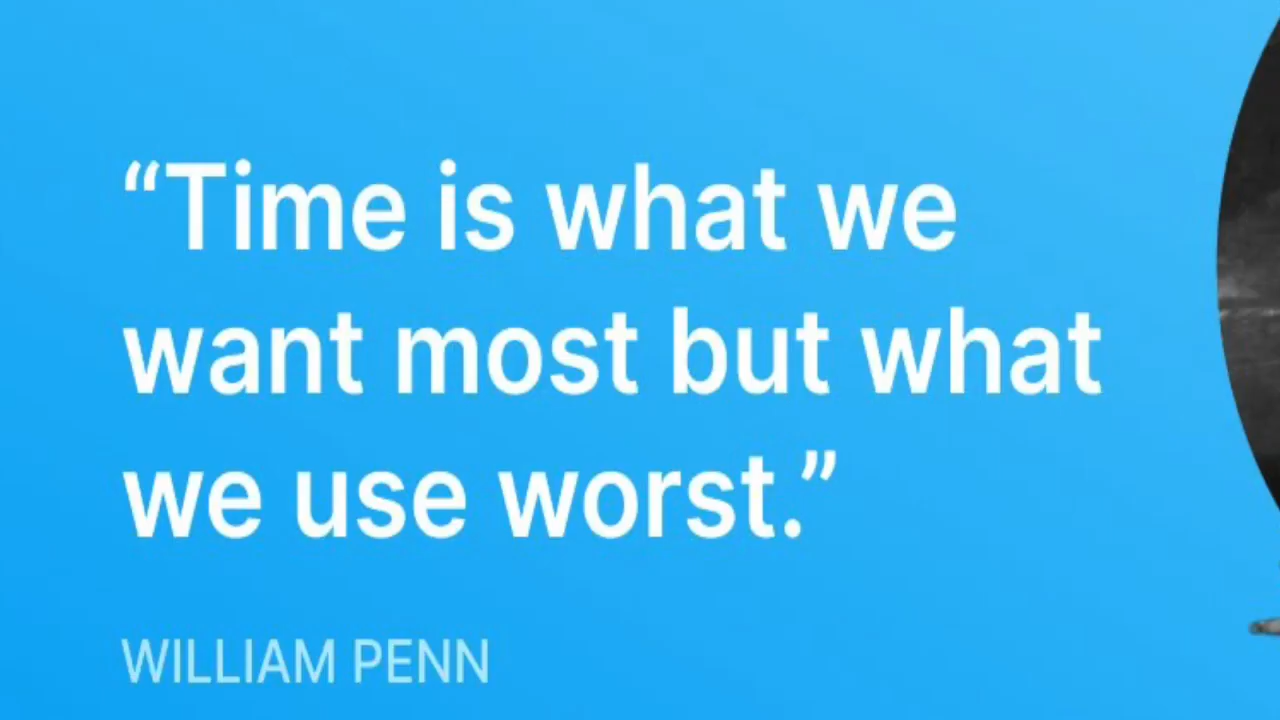 “Time is what we
want most but what
we use worst.”
WILLIAM PENN